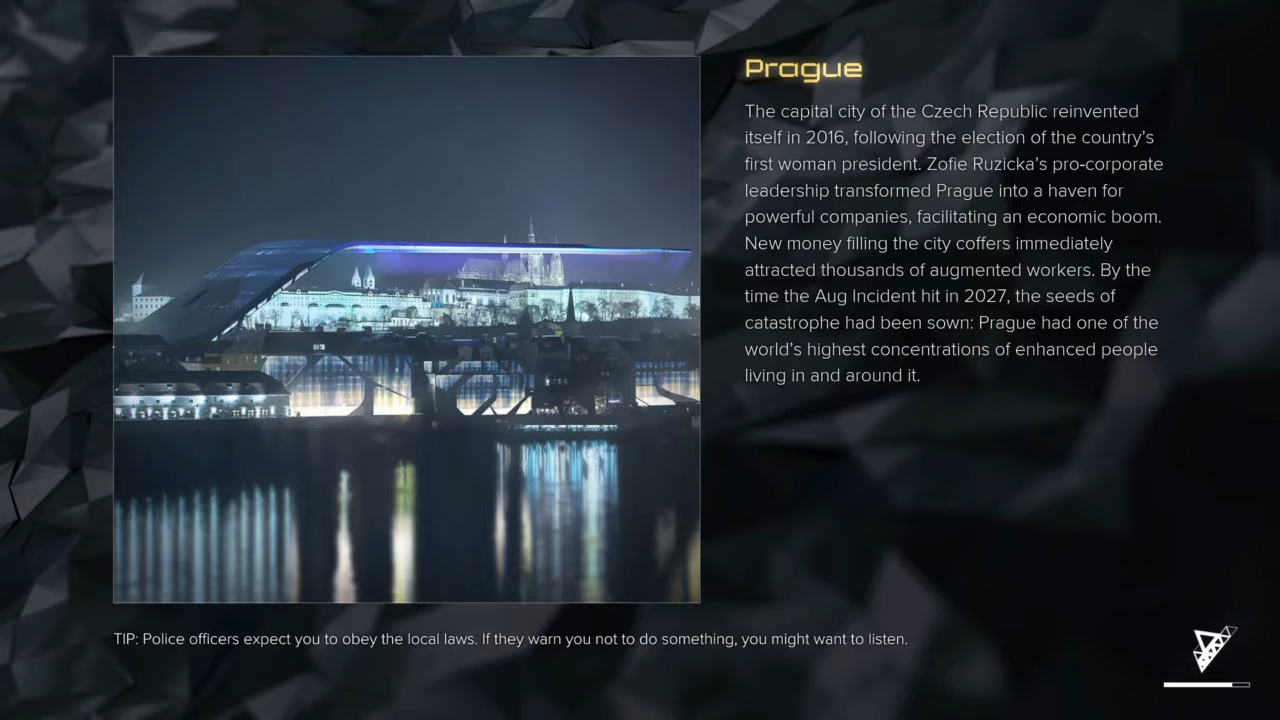 Prague
The capital city of the Czech Republic reinvented
itself in 2016, following the election of the country’s
first woman president. Zofie Ruzicka’s pro-corporate
leadership transformed Prague into a haven for
powerful companies, facilitating an economic boom.
New money filling the city coffers immediately
attracted thousands of augmented workers. By the
time the Aug Incident hit in 2027, the seeds of
catastrophe had been sown: Prague had one of the
world’s highest concentrations of enhanced people
living in and around it.
TIP: Police officers expect you to obey the local laws. If they warn you not to do something, you might want to listen.